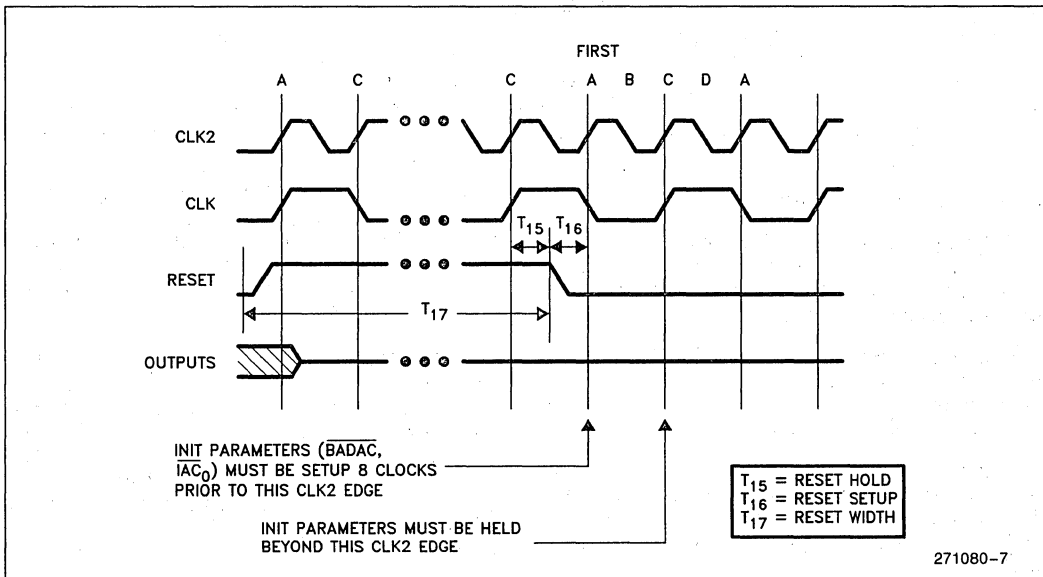 FIRST
A C C A B C D A
CLK2
CLK
T15 T16
RESET
T17
OUTPUTS
INIT PARAMETERS (BADAC,
IAC0) MUST BE SETUP 8 CLOCKS
PRIOR TO THIS CLK2 EDGE
INIT PARAMETERS MUST BE HELD
BEYOND THIS CLK2 EDGE
T15 = RESET HOLD
T16 = RESET SETUP
T17 = RESET WIDTH
271080-7